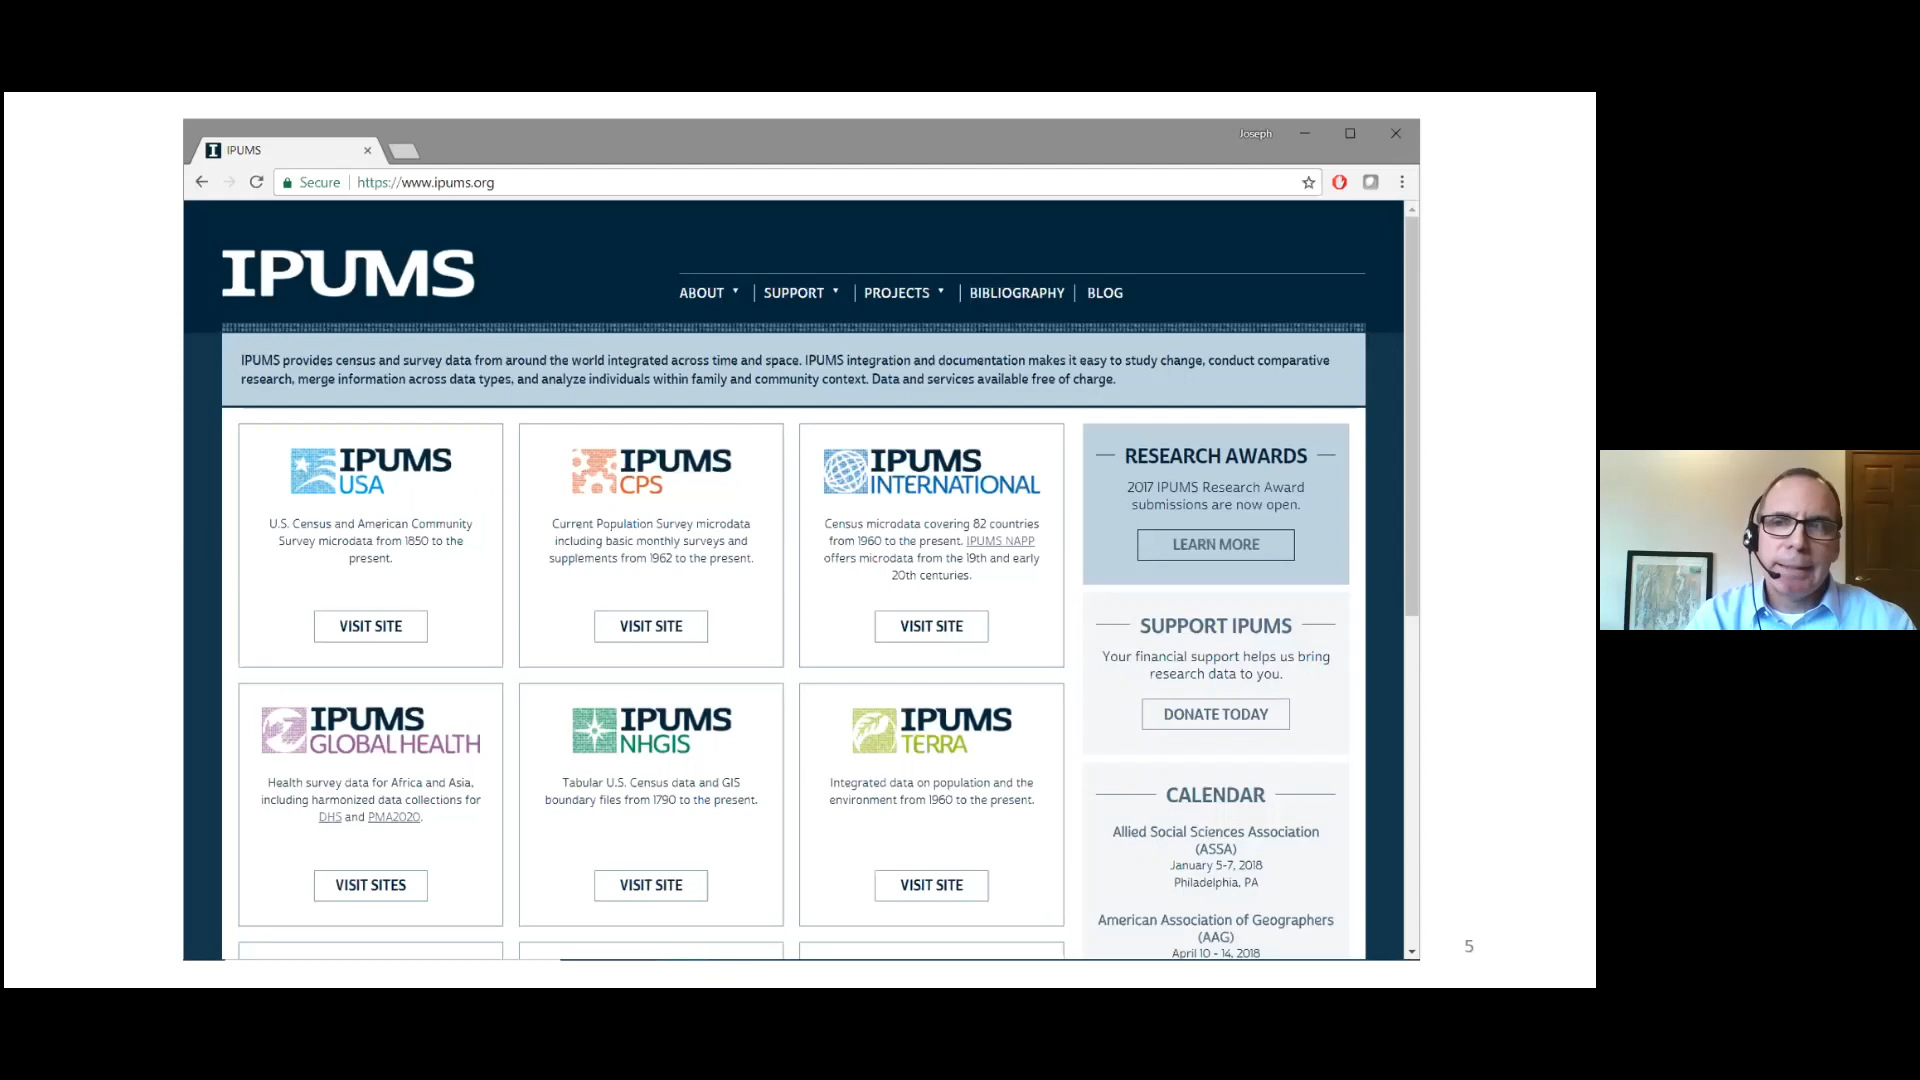 Joseph
IPUMS
Secure
https://www.ipums.org
IPUMS
ABOUT
SUPPORT
PROJECTS
BIBLIOGRAPHY
BLOG
IPUMS provides census and survey data from around the world integrated across time and space. IPUMS integration and documentation makes it easy to study change, conduct comparative
research, merge information across data types, and analyze individuals within family and community context. Data and services available free of charge.
IPUMS
USA
U.S. Census and American Community
Survey microdata from 1850 to the
present.
VISIT SITE
IPUMS
CPS
Current Population Survey microdata
including basic monthly surveys and
supplements from 1962 to the present.
VISIT SITE
IPUMS
INTERNATIONAL
Census microdata covering 82 countries
from 1960 to the present. IPUMS NAPP
offers microdata from the 19th and early
20th centuries.
VISIT SITE
RESEARCH AWARDS
2017 IPUMS Research Award
submissions are now open.
LEARN MORE
SUPPORT IPUMS
Your financial support helps us bring
research data to you.
DONATE TODAY
IPUMS
GLOBAL HEALTH
Health survey data for Africa and Asia,
including harmonized data collections for
DHS and PMA2020.
VISIT SITES
IPUMS
NHGIS
Tabular U.S. Census data and GIS
boundary files from 1790 to the present.
VISIT SITE
IPUMS
TERRA
Integrated data on population and the
environment from 1960 to the present.
VISIT SITE
CALENDAR
Allied Social Sciences Association
(ASSA)
January 5-7, 2018
Philadelphia, PA
American Association of Geographers
(AAG)
April 10 - 14, 2018
5